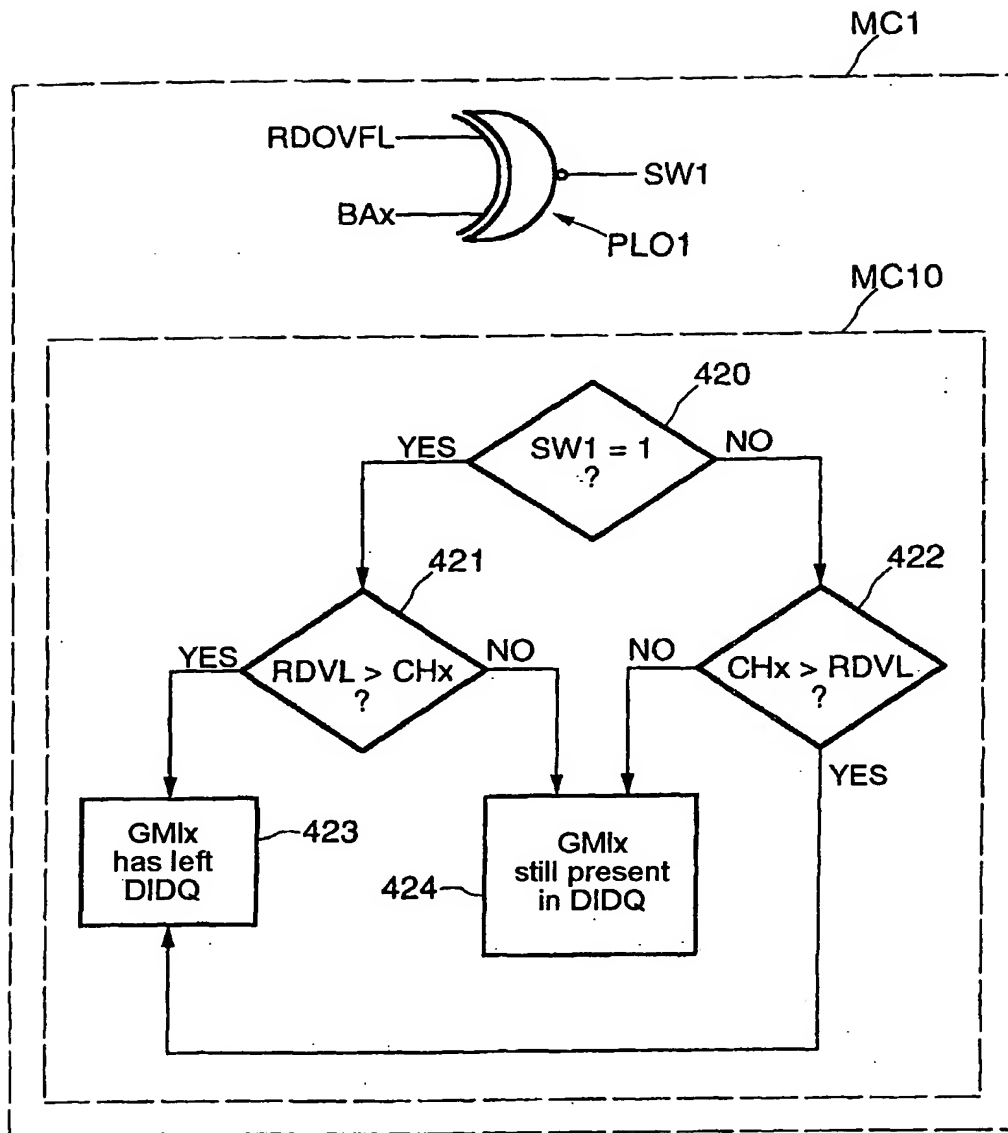 MC1
RDOVFL
SW1
BAx
PLO1
MC10
420
YES
SW1 = 1
?
NO
421
422
YES
RDVL > CHx
?
NO
NO
CHx > RDVL
?
YES
GMIx
has left
DIDQ
423
GMIx
still present
in DIDQ
424